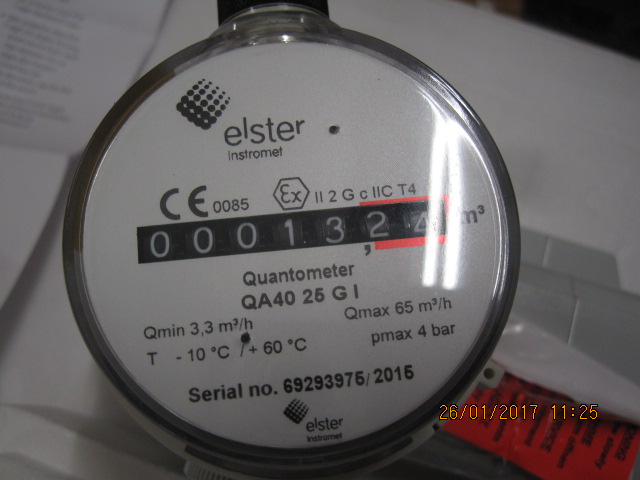 elster
Instromet
CE 0085 Ex II 2 G c IIC T4
0001324 m³
,
Quantometer
QA40 25 G I
Qmin 3,3 m³/h Qmax 65 m³/h
T -10 °C /+ 60 °C pmax 4 bar
Serial no. 69293975/2015
elster
Instromet
26/01/2017 11:25